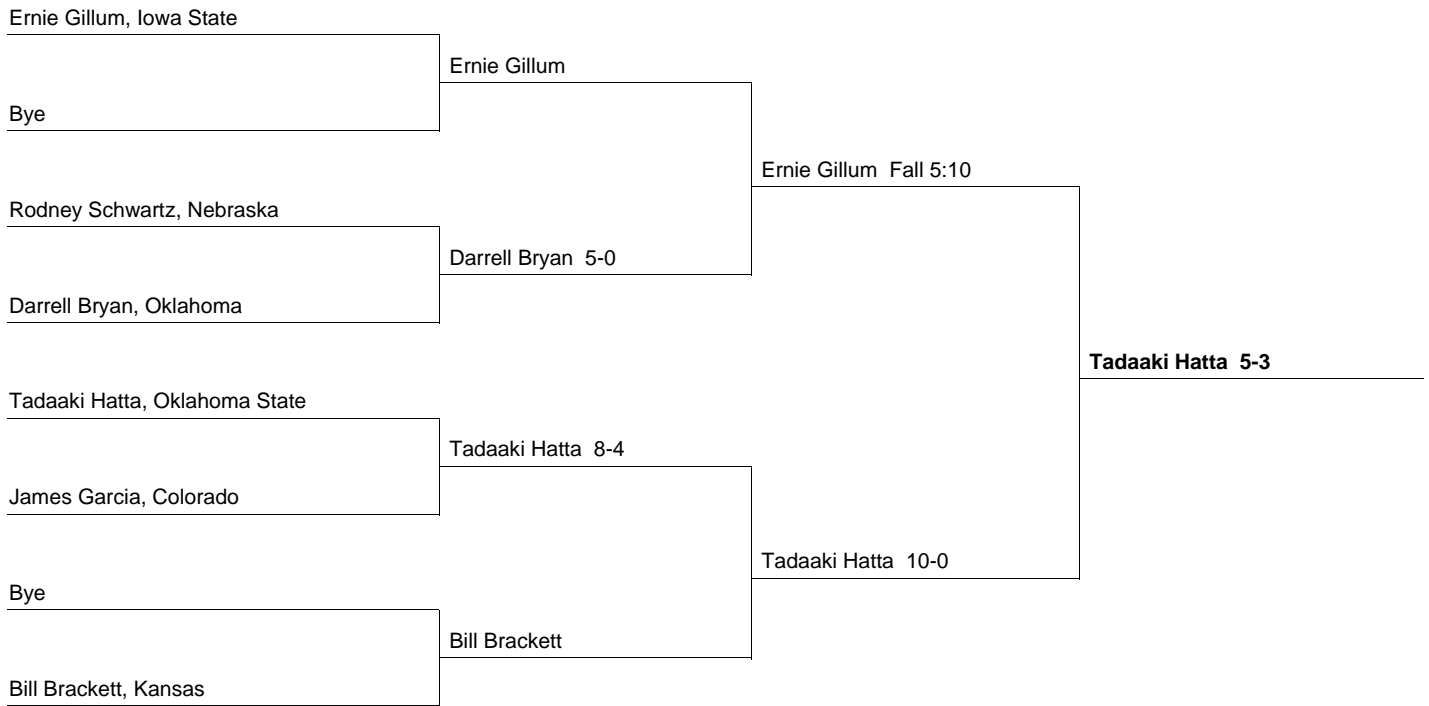 Ernie Gillum, Iowa State
Ernie Gillum
Bye
Ernie Gillum  Fall 5:10
Rodney Schwartz, Nebraska
Darrell Bryan  5-0
Darrell Bryan, Oklahoma
Tadaaki Hatta  5-3
Tadaaki Hatta, Oklahoma State
Tadaaki Hatta  8-4
James Garcia, Colorado
Tadaaki Hatta  10-0
Bye
Bill Brackett
Bill Brackett, Kansas